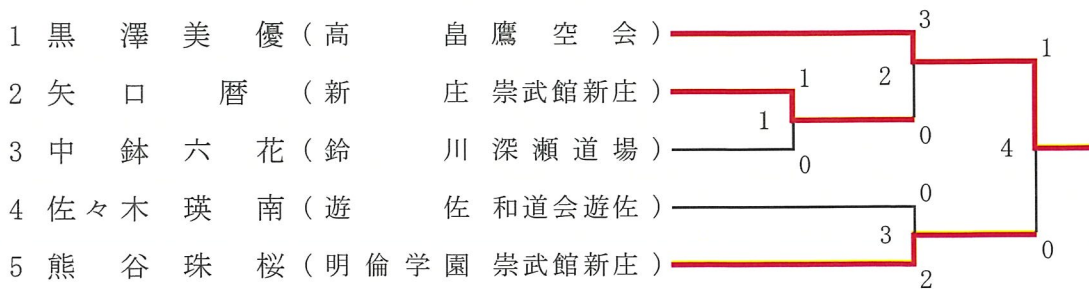 1 黒澤美優(高畠鷹空会) 3
1
2 矢口暦(新庄崇武館新庄) 1 2
1 0
3 中鉢六花(鈴川深瀬道場) 0 4
4 佐々木瑛南(遊佐和道会遊佐) 0
3 0
5 熊谷珠桜(明倫学園崇武館新庄) 2